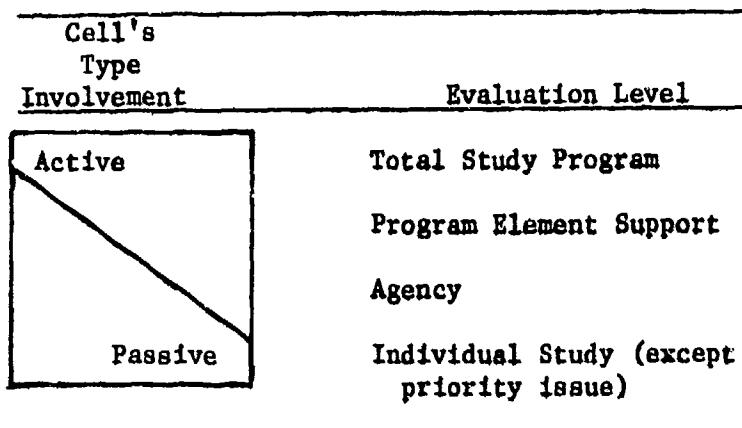 Cell's
Type
Involvement Evaluation Level
Active Total Study Program
Program Element Support
Agency
Passive Individual Study (except
priority issue)